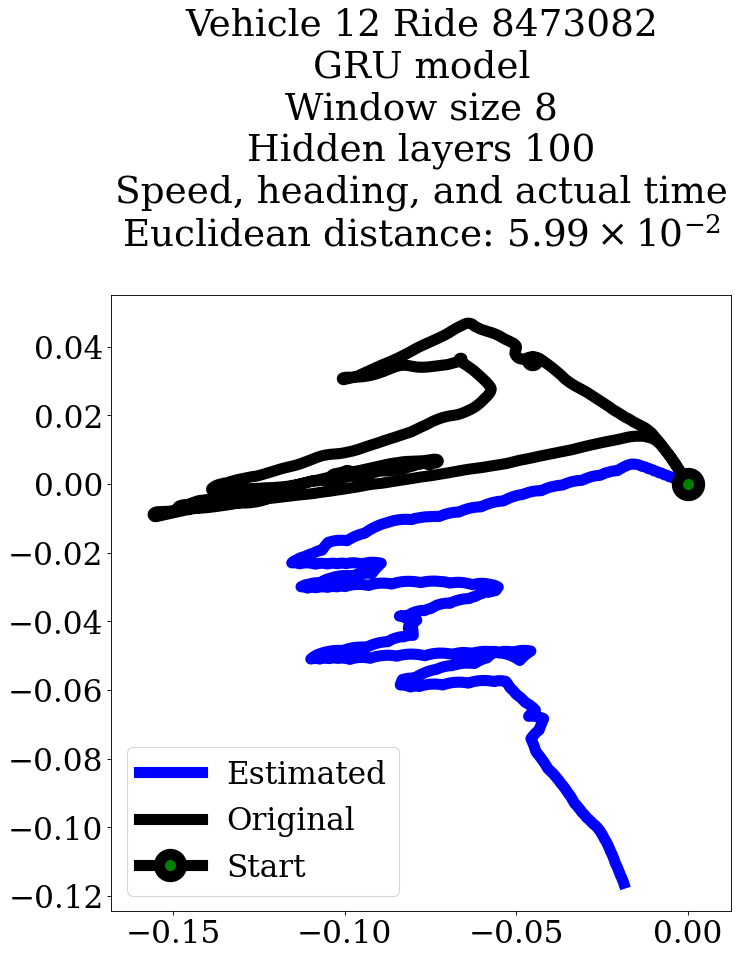 Vehicle 12 Ride 8473082
GRU model
Window size 8
Hidden layers 100
Speed, heading, and actual time
Euclidean distance: 5.99 × 10⁻²
0.04
0.02
0.00
−0.02
−0.04
−0.06
−0.08
−0.10
−0.12
Estimated
Original
Start
−0.15
−0.10
−0.05
0.00